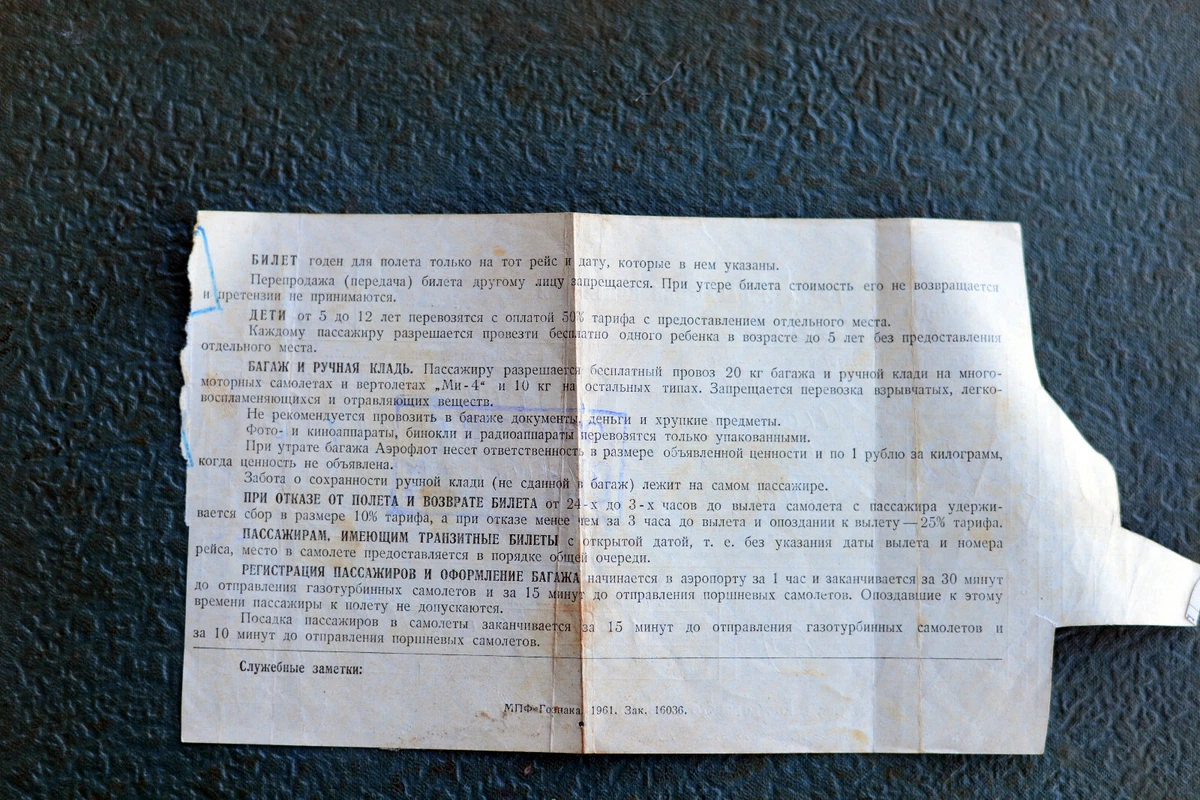 БИЛЕТ годен для полета только на тот рейс и дату, которые в нем указаны.
Перепродажа (передача) билета другому лицу запрещается. При утере билета стоимость его не возвращается
и претензии не принимаются.
ДЕТИ от 5 до 12 лет перевозятся с оплатой 50% тарифа с предоставлением отдельного места.
Каждому пассажиру разрешается провезти бесплатно одного ребенка в возрасте до 5 лет без предоставления
отдельного места.
БАГАЖ И РУЧНАЯ КЛАДЬ. Пассажиру разрешается бесплатный провоз 20 кг багажа и ручной клади на много-
моторных самолетах и вертолетах „Ми-4“ и 10 кг на остальных типах. Запрещается перевозка взрывчатых, легко-
воспламеняющихся и отравляющих веществ.
Не рекомендуется провозить в багаже документы, деньги и хрупкие предметы.
Фото- и киноаппараты, бинокли и радиоаппараты перевозятся только упакованными.
При утрате багажа Аэрофлот несет ответственность в размере объявленной ценности и по 1 рублю за килограмм,
когда ценность не объявлена.
Забота о сохранности ручной клади (не сданной в багаж) лежит на самом пассажире.
ПРИ ОТКАЗЕ ОТ ПОЛЕТА И ВОЗВРАТЕ БИЛЕТА от 24-х до 3-х часов до вылета самолета с пассажира удержи-
вается сбор в размере 10% тарифа, а при отказе менее чем за 3 часа до вылета и опоздании к вылету — 25% тарифа.
ПАССАЖИРАМ, ИМЕЮЩИМ ТРАНЗИТНЫЕ БИЛЕТЫ с открытой датой, т. е. без указания даты вылета и номера
рейса, место в самолете предоставляется в порядке общей очереди.
РЕГИСТРАЦИЯ ПАССАЖИРОВ И ОФОРМЛЕНИЕ БАГАЖА начинается в аэропорту за 1 час и заканчивается за 30 минут
до отправления газотурбинных самолетов и за 15 минут до отправления поршневых самолетов. Опоздавшие к этому
времени пассажиры к полету не допускаются.
Посадка пассажиров в самолеты заканчивается за 15 минут до отправления газотурбинных самолетов и
за 10 минут до отправления поршневых самолетов.
Служебные заметки:
МПФ Гознака. 1961. Зак. 16036.